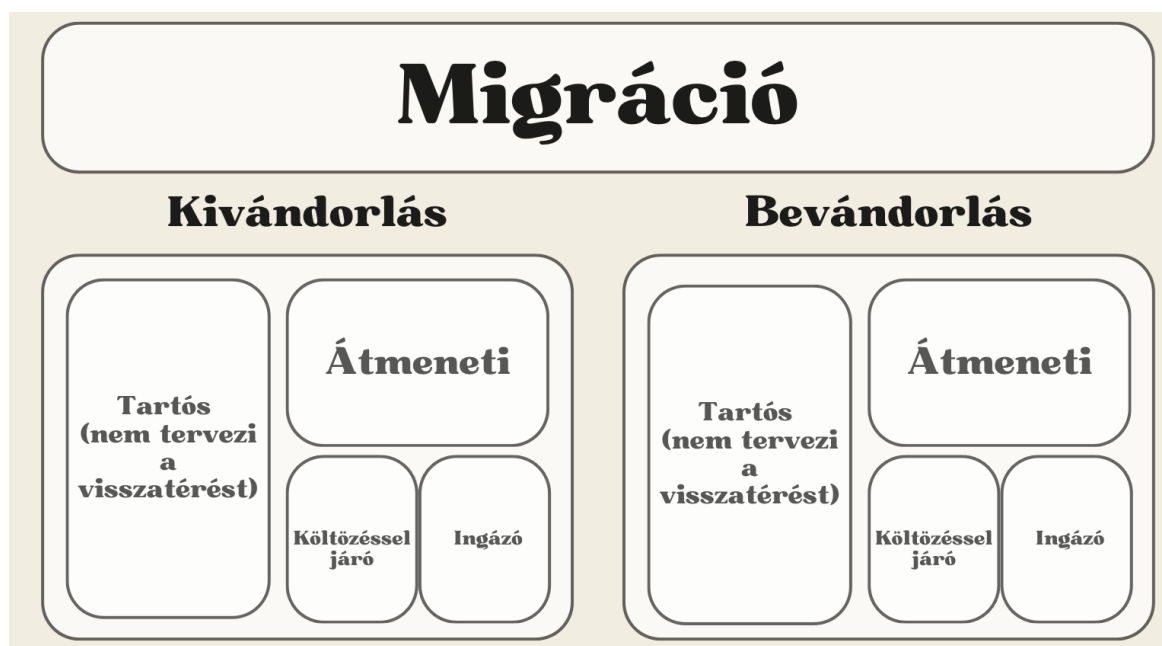 Migráció
Kivándorlás
Bevándorlás
Tartós
(nem tervezi
a
visszatérést)
Átmeneti
Költözéssel
járó
Ingázó
Tartós
(nem tervezi
a
visszatérést)
Átmeneti
Költözéssel
járó
Ingázó